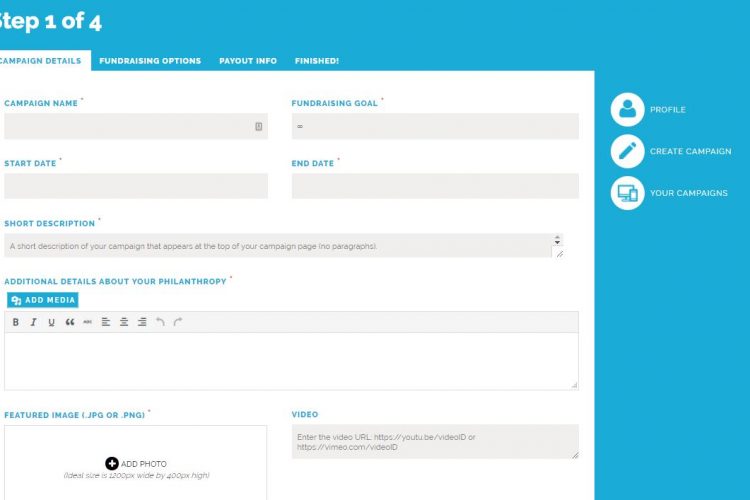 Step 1 of 4
CAMPAIGN DETAILS
FUNDRAISING OPTIONS
PAYOUT INFO
FINISHED!
CAMPAIGN NAME *
FUNDRAISING GOAL *
∞
START DATE *
END DATE *
SHORT DESCRIPTION *
A short description of your campaign that appears at the top of your campaign page (no paragraphs).
ADDITIONAL DETAILS ABOUT YOUR PHILANTHROPY *
ADD MEDIA
B I U ABC
FEATURED IMAGE (.JPG OR .PNG) *
ADD PHOTO
(Ideal size is 1200px wide by 400px high)
VIDEO
Enter the video URL: https://youtu.be/videoID or
https://vimeo.com/videoID
PROFILE
CREATE CAMPAIGN
YOUR CAMPAIGNS